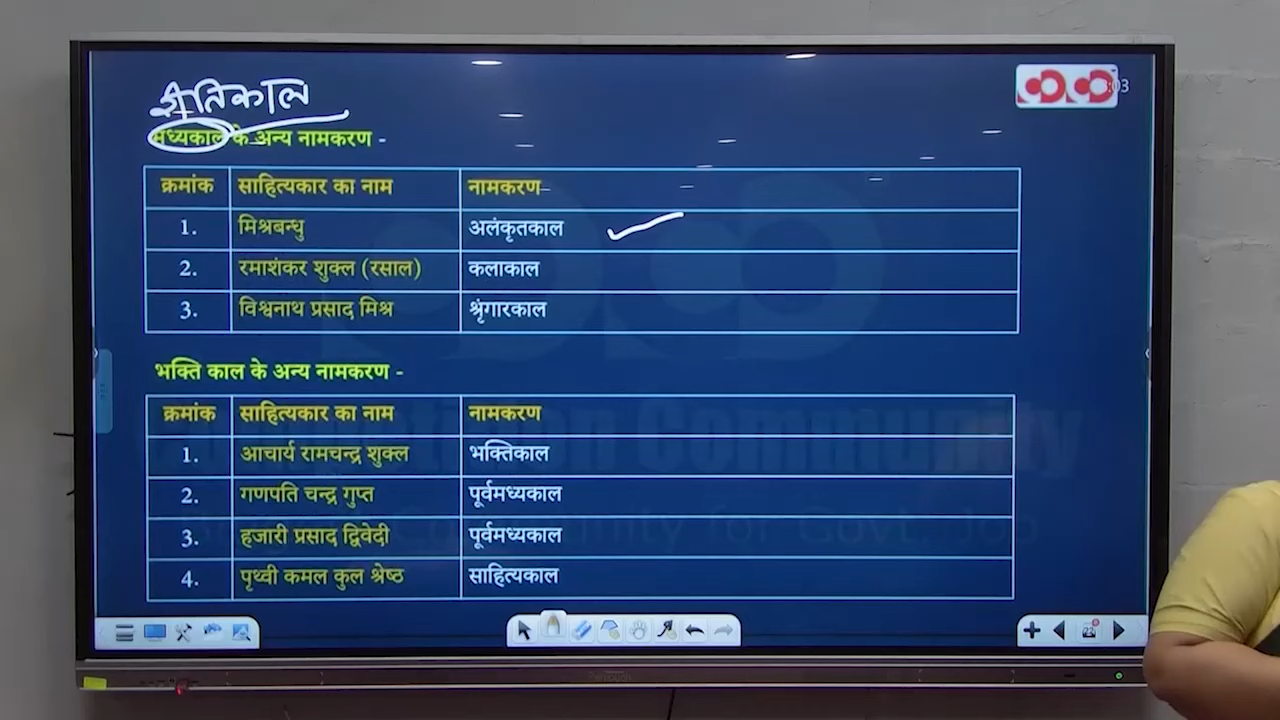 रीतिकाल
मध्यकाल के अन्य नामकरण -
क्रमांक साहित्यकार का नाम नामकरण
1. मिश्रबन्धु अलंकृतकाल
2. रमाशंकर शुक्ल (रसाल) कलाकाल
3. विश्वनाथ प्रसाद मिश्र श्रृंगारकाल
भक्ति काल के अन्य नामकरण -
क्रमांक साहित्यकार का नाम नामकरण
1. आचार्य रामचन्द्र शुक्ल भक्तिकाल
2. गणपति चन्द्र गुप्त पूर्वमध्यकाल
3. हजारी प्रसाद द्विवेदी पूर्वमध्यकाल
4. पृथ्वी कमल कुल श्रेष्ठ साहित्यकाल